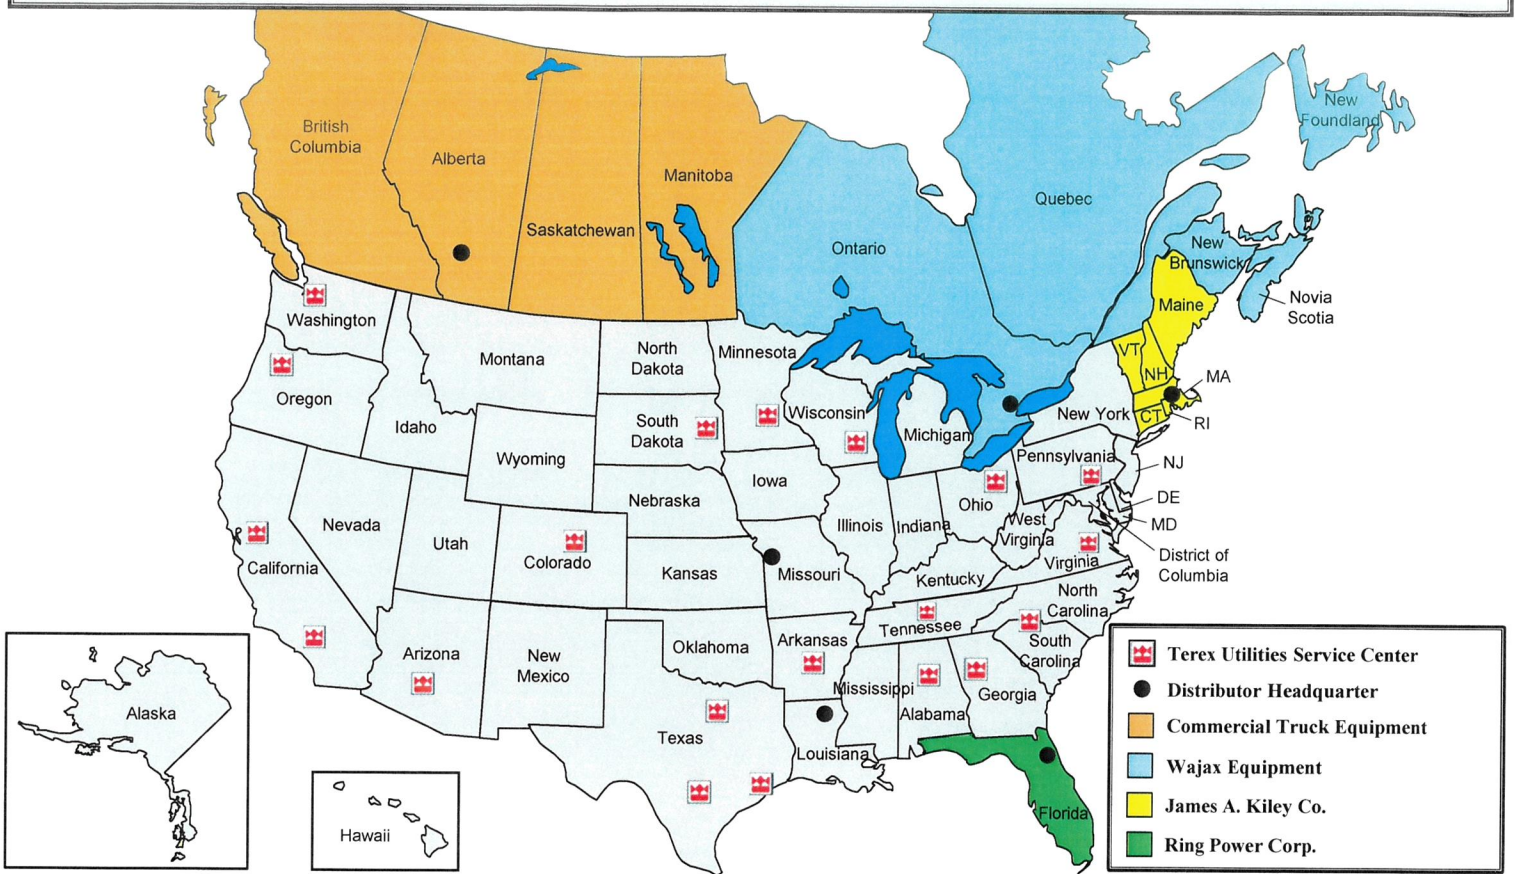 British
Columbia
Alberta
Saskatchewan
Manitoba
Ontario
Quebec
New
Foundland
New
Brunswick
Novia
Scotia
Maine
VT
NH
MA
CT
RI
Washington
Oregon
Idaho
Montana
North
Dakota
South
Dakota
Minnesota
Wisconsin
Michigan
New York
Pennsylvania
NJ
DE
MD
District of
Columbia
Wyoming
Nebraska
Iowa
Illinois
Indiana
Ohio
West
Virginia
Virginia
Nevada
Utah
Colorado
Kansas
Missouri
Kentucky
California
Arizona
New
Mexico
Oklahoma
Arkansas
Tennessee
North
Carolina
South
Carolina
Mississippi
Alabama
Georgia
Texas
Louisiana
Florida
Alaska
Hawaii
Terex Utilities Service Center
Distributor Headquarter
Commercial Truck Equipment
Wajax Equipment
James A. Kiley Co.
Ring Power Corp.